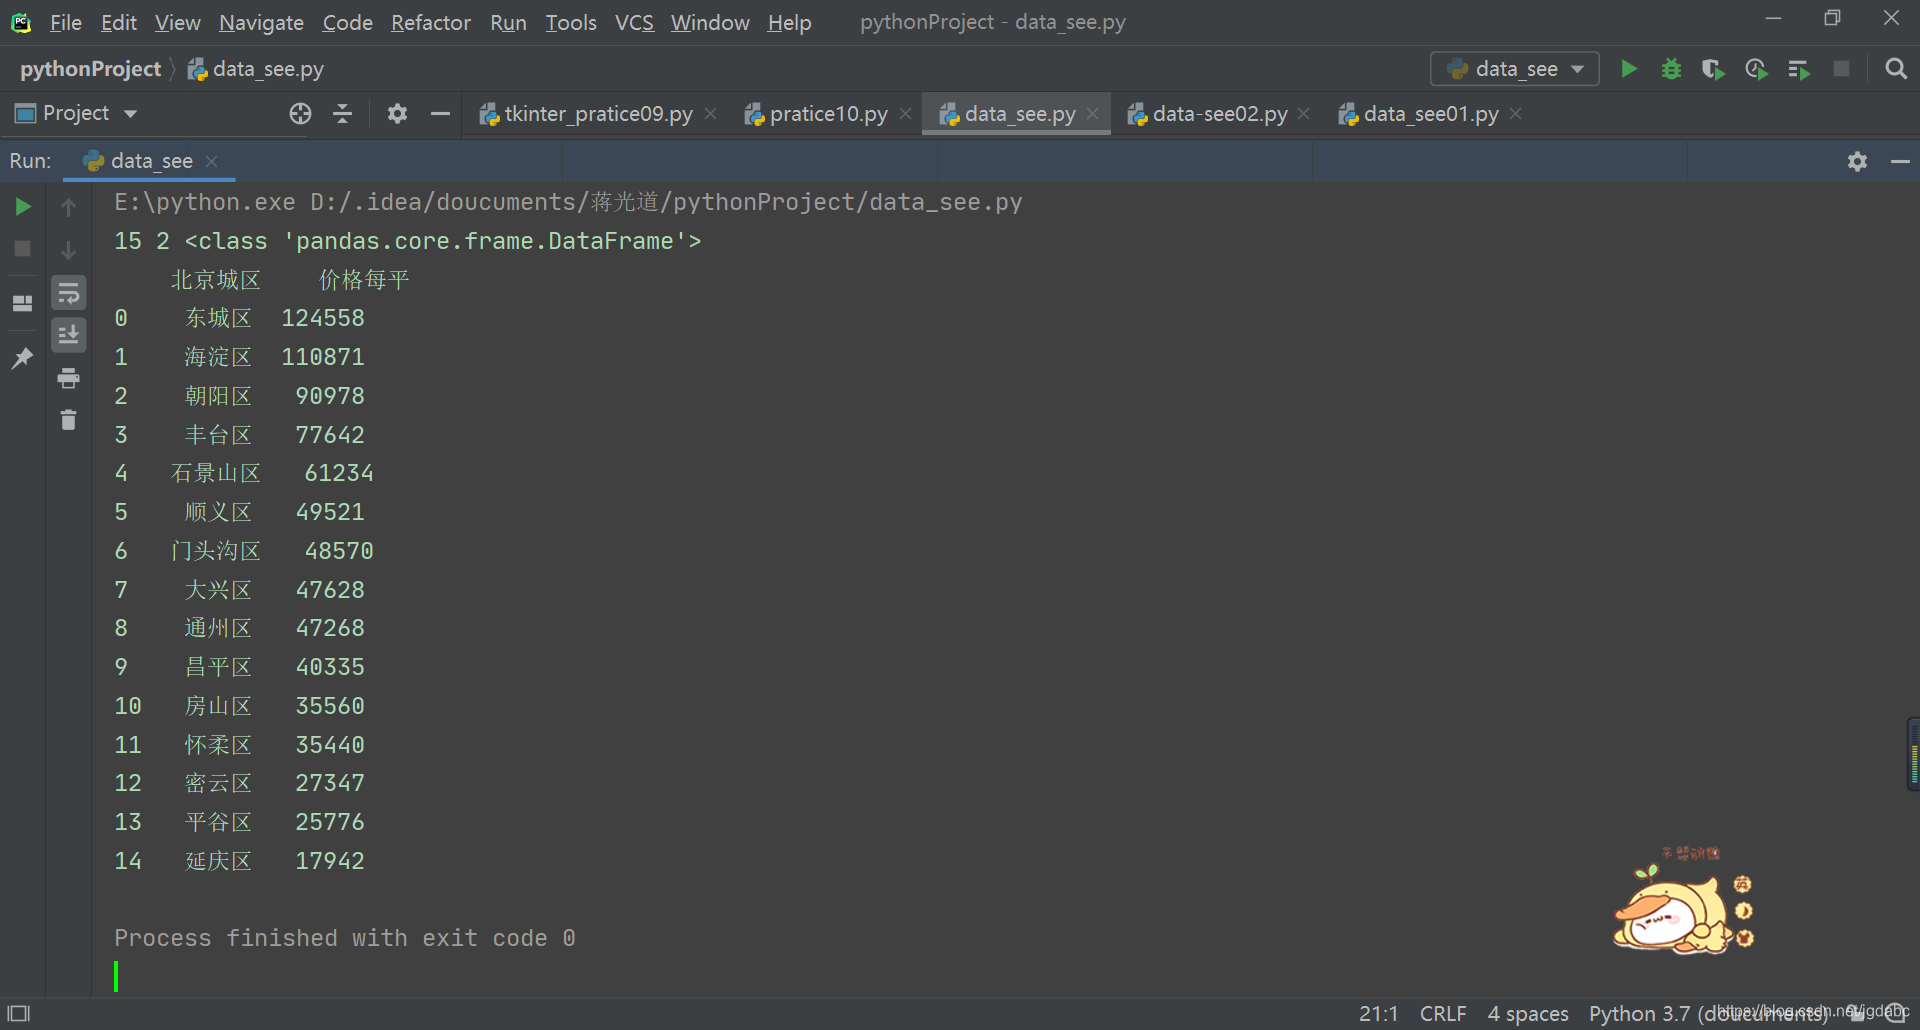 File Edit View Navigate Code Refactor Run Tools VCS Window Help pythonProject - data_see.py
pythonProject data_see.py data_see
Project tkinter_pratice09.py pratice10.py data_see.py data-see02.py data_see01.py
Run: data_see
E:\python.exe D:/.idea/doucuments/蒋光道/pythonProject/data_see.py
15 2 <class 'pandas.core.frame.DataFrame'>
北京城区 价格每平
0 东城区 124558
1 海淀区 110871
2 朝阳区 90978
3 丰台区 77642
4 石景山区 61234
5 顺义区 49521
6 门头沟区 48570
7 大兴区 47628
8 通州区 47268
9 昌平区 40335
10 房山区 35560
11 怀柔区 35440
12 密云区 27347
13 平谷区 25776
14 延庆区 17942
英
Process finished with exit code 0
21:1 CRLF 4 spaces Python 3.7 (doucuments)
https://blog.csdn.net/jgdabc